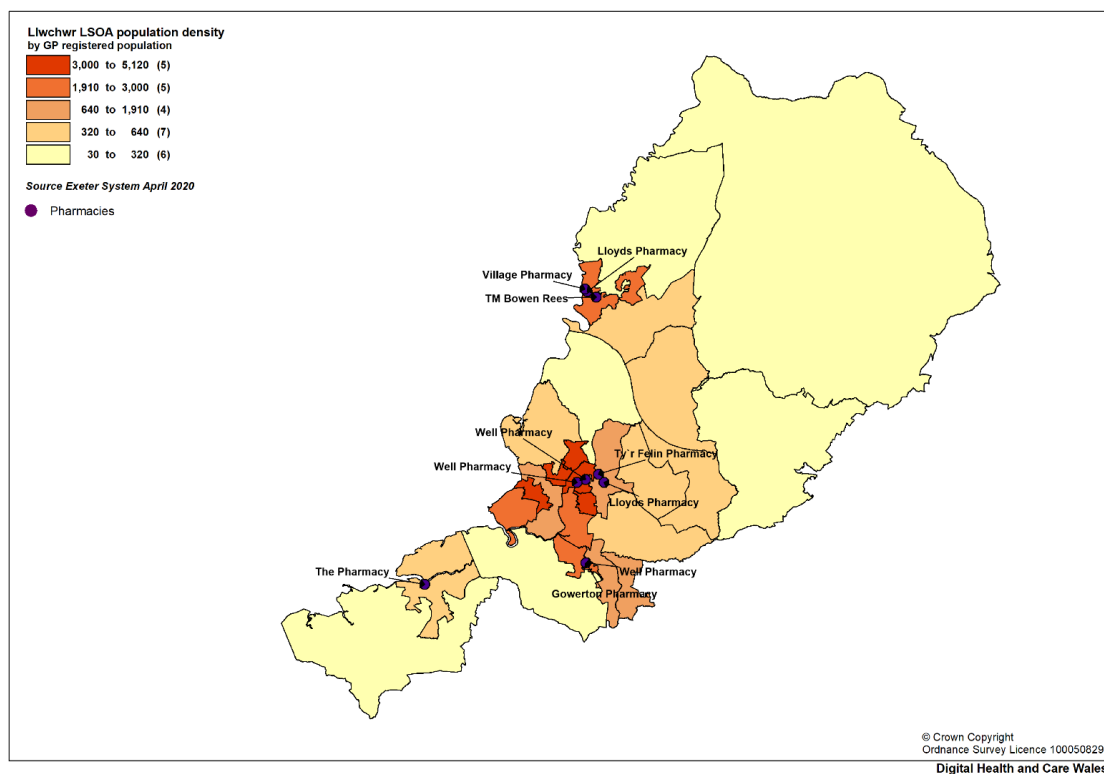 Llwchwr LSOA population density
by GP registered population
3,000 to 5,120 (5)
1,910 to 3,000 (5)
640 to 1,910 (4)
320 to 640 (7)
30 to 320 (6)
Source Exeter System April 2020
Pharmacies
Lloyds Pharmacy
Village Pharmacy
TM Bowen Rees
Well Pharmacy
Ty`r Felin Pharmacy
Well Pharmacy
Lloyds Pharmacy
The Pharmacy
Well Pharmacy
Gowerton Pharmacy
© Crown Copyright
Ordnance Survey Licence 100050829
Digital Health and Care Wales